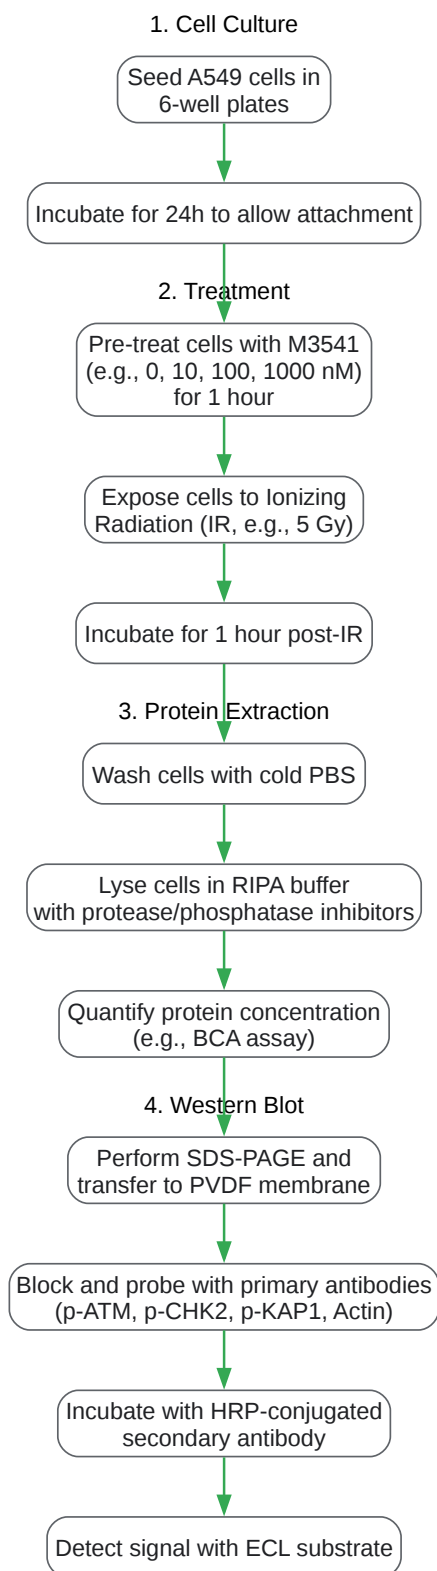 1. Cell Culture
Seed A549 cells in
6-well plates
Incubate for 24h to allow attachment
2. Treatment
Pre-treat cells with M3541
(e.g., 0, 10, 100, 1000 nM)
for 1 hour
Expose cells to Ionizing
Radiation (IR, e.g., 5 Gy)
Incubate for 1 hour post-IR
3. Protein Extraction
Wash cells with cold PBS
Lyse cells in RIPA buffer
with protease/phosphatase inhibitors
Quantify protein concentration
(e.g., BCA assay)
4. Western Blot
Perform SDS-PAGE and
transfer to PVDF membrane
Block and probe with primary antibodies
(p-ATM, p-CHK2, p-KAP1, Actin)
Incubate with HRP-conjugated
secondary antibody
Detect signal with ECL substrate